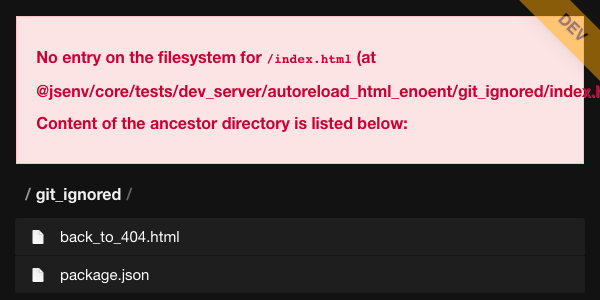 DEV
No entry on the filesystem for /index.html (at
@jsenv/core/tests/dev_server/autoreload_html_enoent/git_ignored/index.
Content of the ancestor directory is listed below:
/ git_ignored /
back_to_404.html
package.json